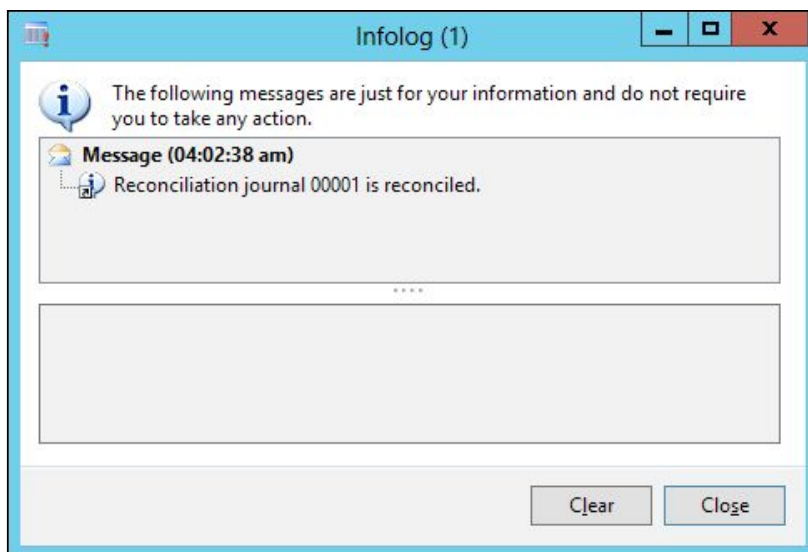 Infolog (1)
The following messages are just for your information and do not require
you to take any action.
Message (04:02:38 am)
Reconciliation journal 00001 is reconciled.
Clear
Close